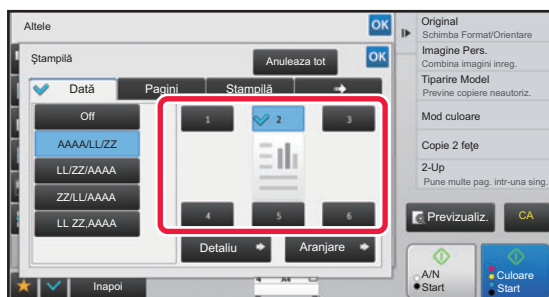 Altele
OK
Ştampilă
Anuleaza tot
OK
Dată
Pagini
Ştampilă
Off
AAAA/LL/ZZ
LL/ZZ/AAAA
ZZ/LL/AAAA
LL ZZ,AAAA
1
2
3
4
5
6
Detaliu
Aranjare
Inapoi
A4
Original
Schimba Format/Orientare
Imagine Pers.
Combina imagini inreg.
Tiparire Model
Previne copiere neautoriz.
Mod culoare
Copie 2 feţe
2-Up
Pune multe pag. intr-una sing.
Previzualiz.
CA
A/N
Start
Culoare
Start